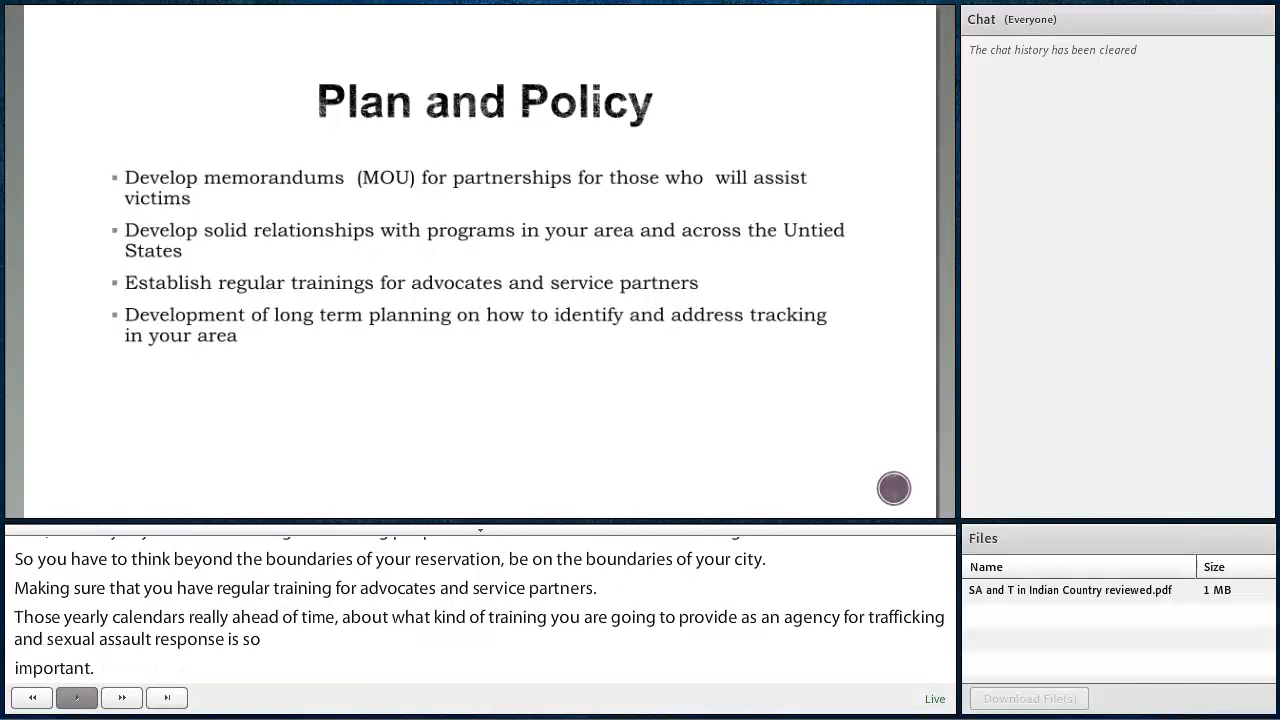 Plan and Policy
Develop memorandums (MOU) for partnerships for those who will assist
victims
Develop solid relationships with programs in your area and across the Untied
States
Establish regular trainings for advocates and service partners
Development of long term planning on how to identify and address tracking
in your area
So you have to think beyond the boundaries of your reservation, be on the boundaries of your city.
Making sure that you have regular training for advocates and service partners.
Those yearly calendars really ahead of time, about what kind of training you are going to provide as an agency for trafficking
and sexual assault response is so
important.
Live
Chat (Everyone)
The chat history has been cleared
Files
Name Size
SA and T in Indian Country reviewed.pdf 1 MB
Download File(s)